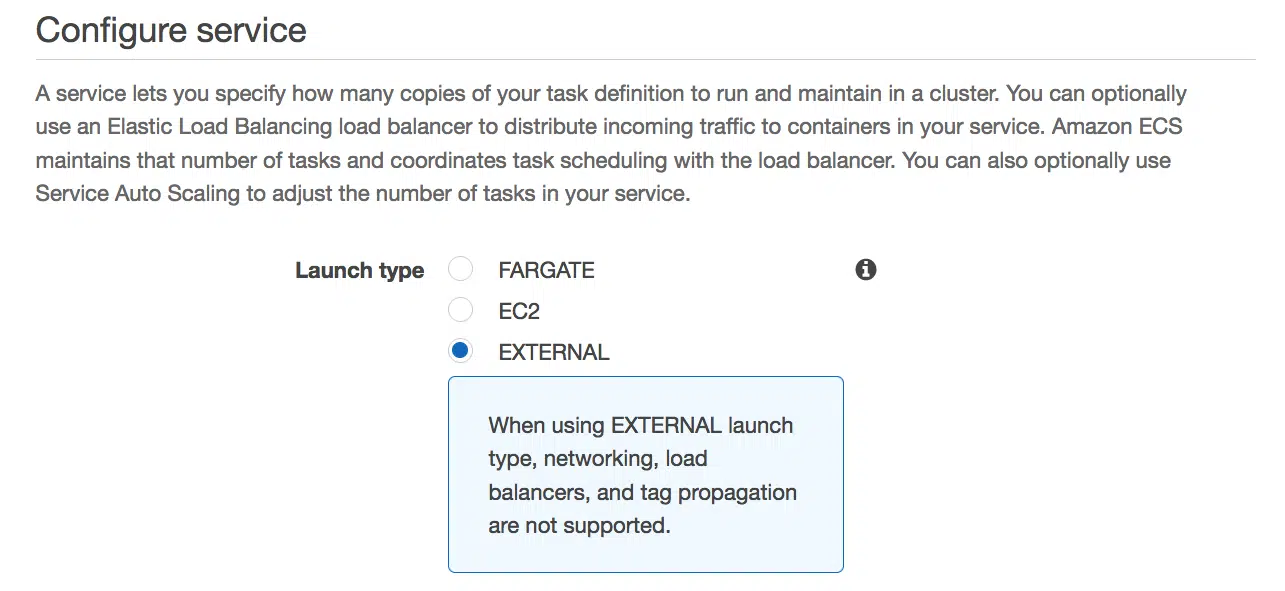 Configure service
A service lets you specify how many copies of your task definition to run and maintain in a cluster. You can optionally
use an Elastic Load Balancing load balancer to distribute incoming traffic to containers in your service. Amazon ECS
maintains that number of tasks and coordinates task scheduling with the load balancer. You can also optionally use
Service Auto Scaling to adjust the number of tasks in your service.
Launch type FARGATE
EC2
EXTERNAL
When using EXTERNAL launch
type, networking, load
balancers, and tag propagation
are not supported.